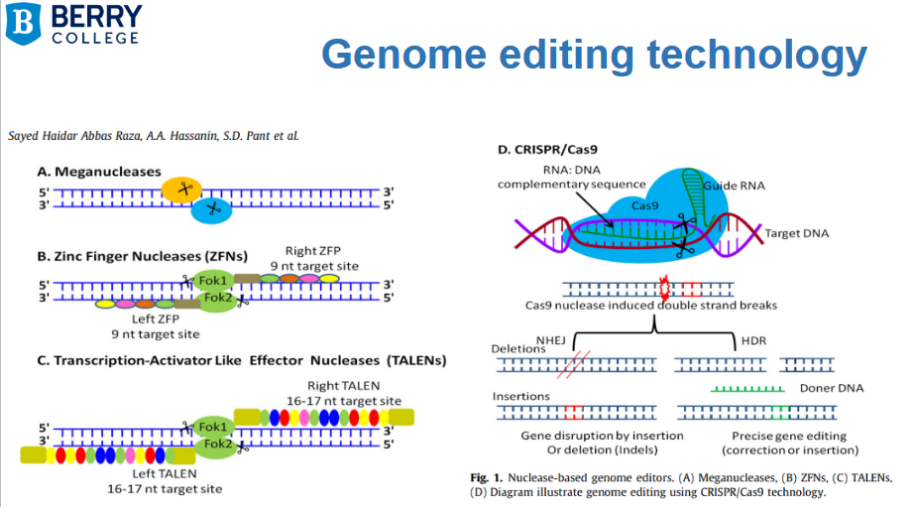 BERRY
COLLEGE
Genome editing technology
Sayed Haidar Abbas Raza, A.A. Hassanin, S.D. Pant et al.
A. Meganucleases
5' 3'
3' 5'
B. Zinc Finger Nucleases (ZFNs)
Right ZFP
9 nt target site
5' Fok1 3'
3' Fok2 5'
Left ZFP
9 nt target site
C. Transcription-Activator Like Effector Nucleases (TALENs)
Right TALEN
16-17 nt target site
5' Fok1 3'
3' Fok2 5'
Left TALEN
16-17 nt target site
D. CRISPR/Cas9
RNA: DNA
complementary sequence
Guide RNA
Cas9
Target DNA
Cas9 nuclease induced double strand breaks
NHEJ HDR
Deletions
Doner DNA
Insertions
Gene disruption by insertion
Or deletion (Indels)
Precise gene editing
(correction or insertion)
Fig. 1. Nuclease-based genome editors. (A) Meganucleases, (B) ZFNs, (C) TALENs,
(D) Diagram illustrate genome editing using CRISPR/Cas9 technology.